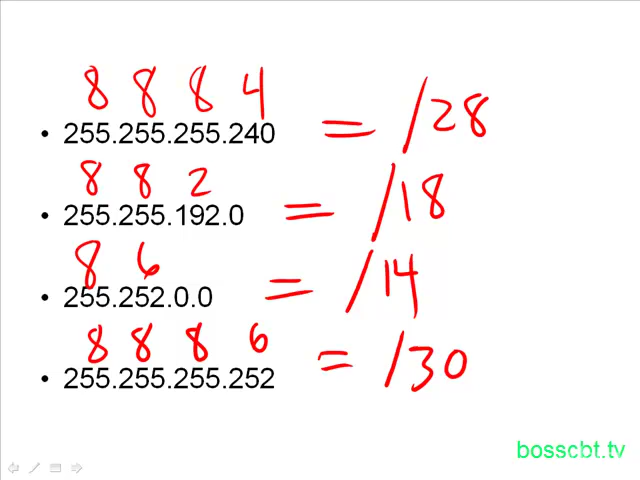 8 8 8 4
• 255.255.255.240 = /28
8 8 2
• 255.255.192.0 = /18
8 6
• 255.252.0.0 = /14
8 8 8 6
• 255.255.255.252 = /30
bosscbt.tv